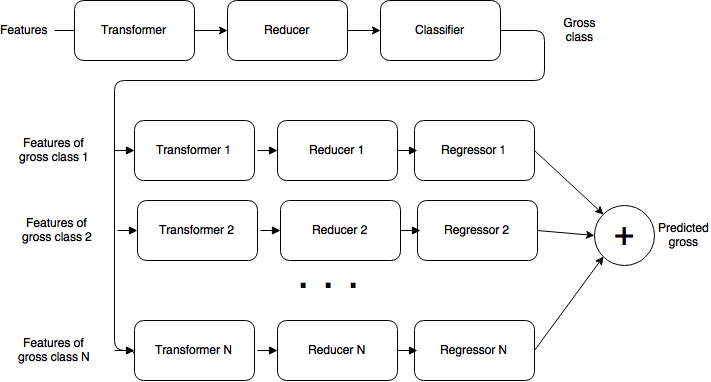 Features
Transformer
Reducer
Classifier
Gross
class
Features of
gross class 1
Transformer 1
Reducer 1
Regressor 1
Features of
gross class 2
Transformer 2
Reducer 2
Regressor 2
+
Predicted
gross
. . .
Features of
gross class N
Transformer N
Reducer N
Regressor N